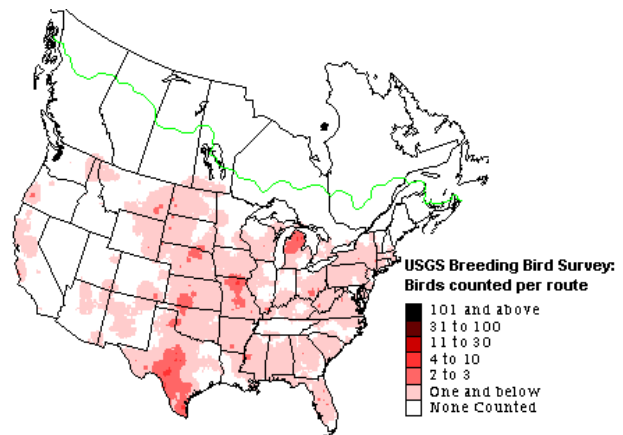 USGS Breeding Bird Survey:
Birds counted per route
101 and above
31 to 100
11 to 30
4 to 10
2 to 3
One and below
None Counted